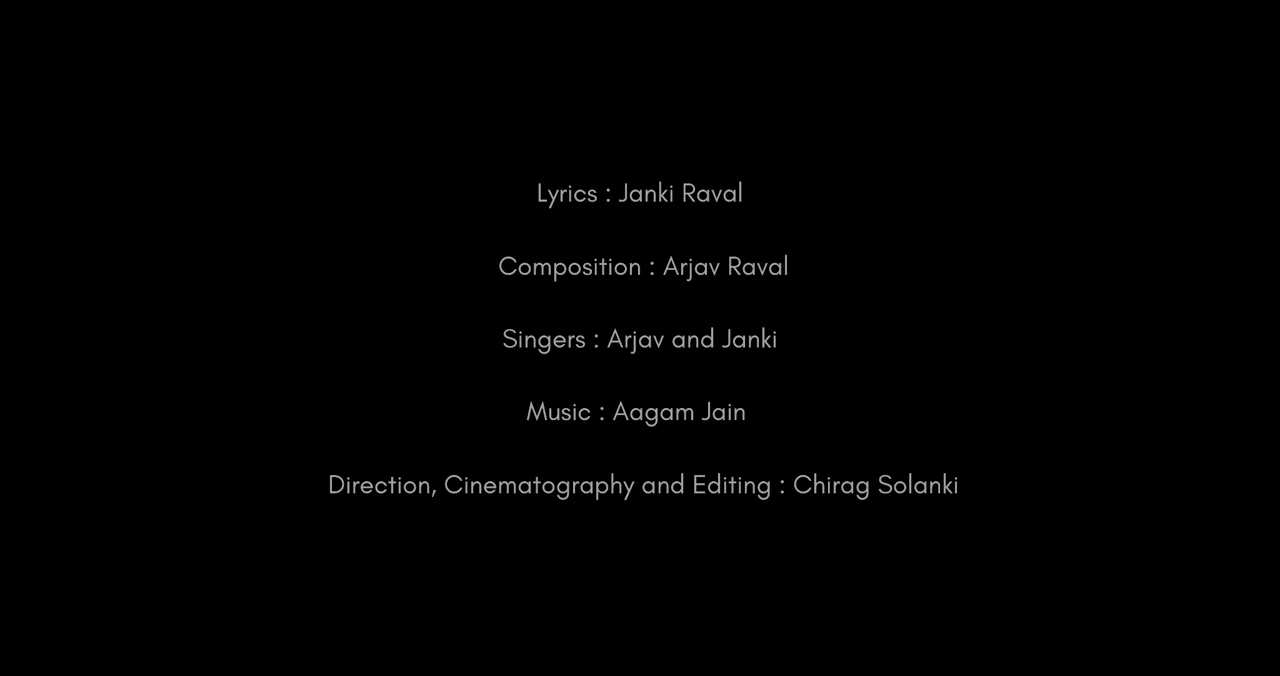 Lyrics : Janki Raval
Composition : Arjav Raval
Singers : Arjav and Janki
Music : Aagam Jain
Direction, Cinematography and Editing : Chirag Solanki